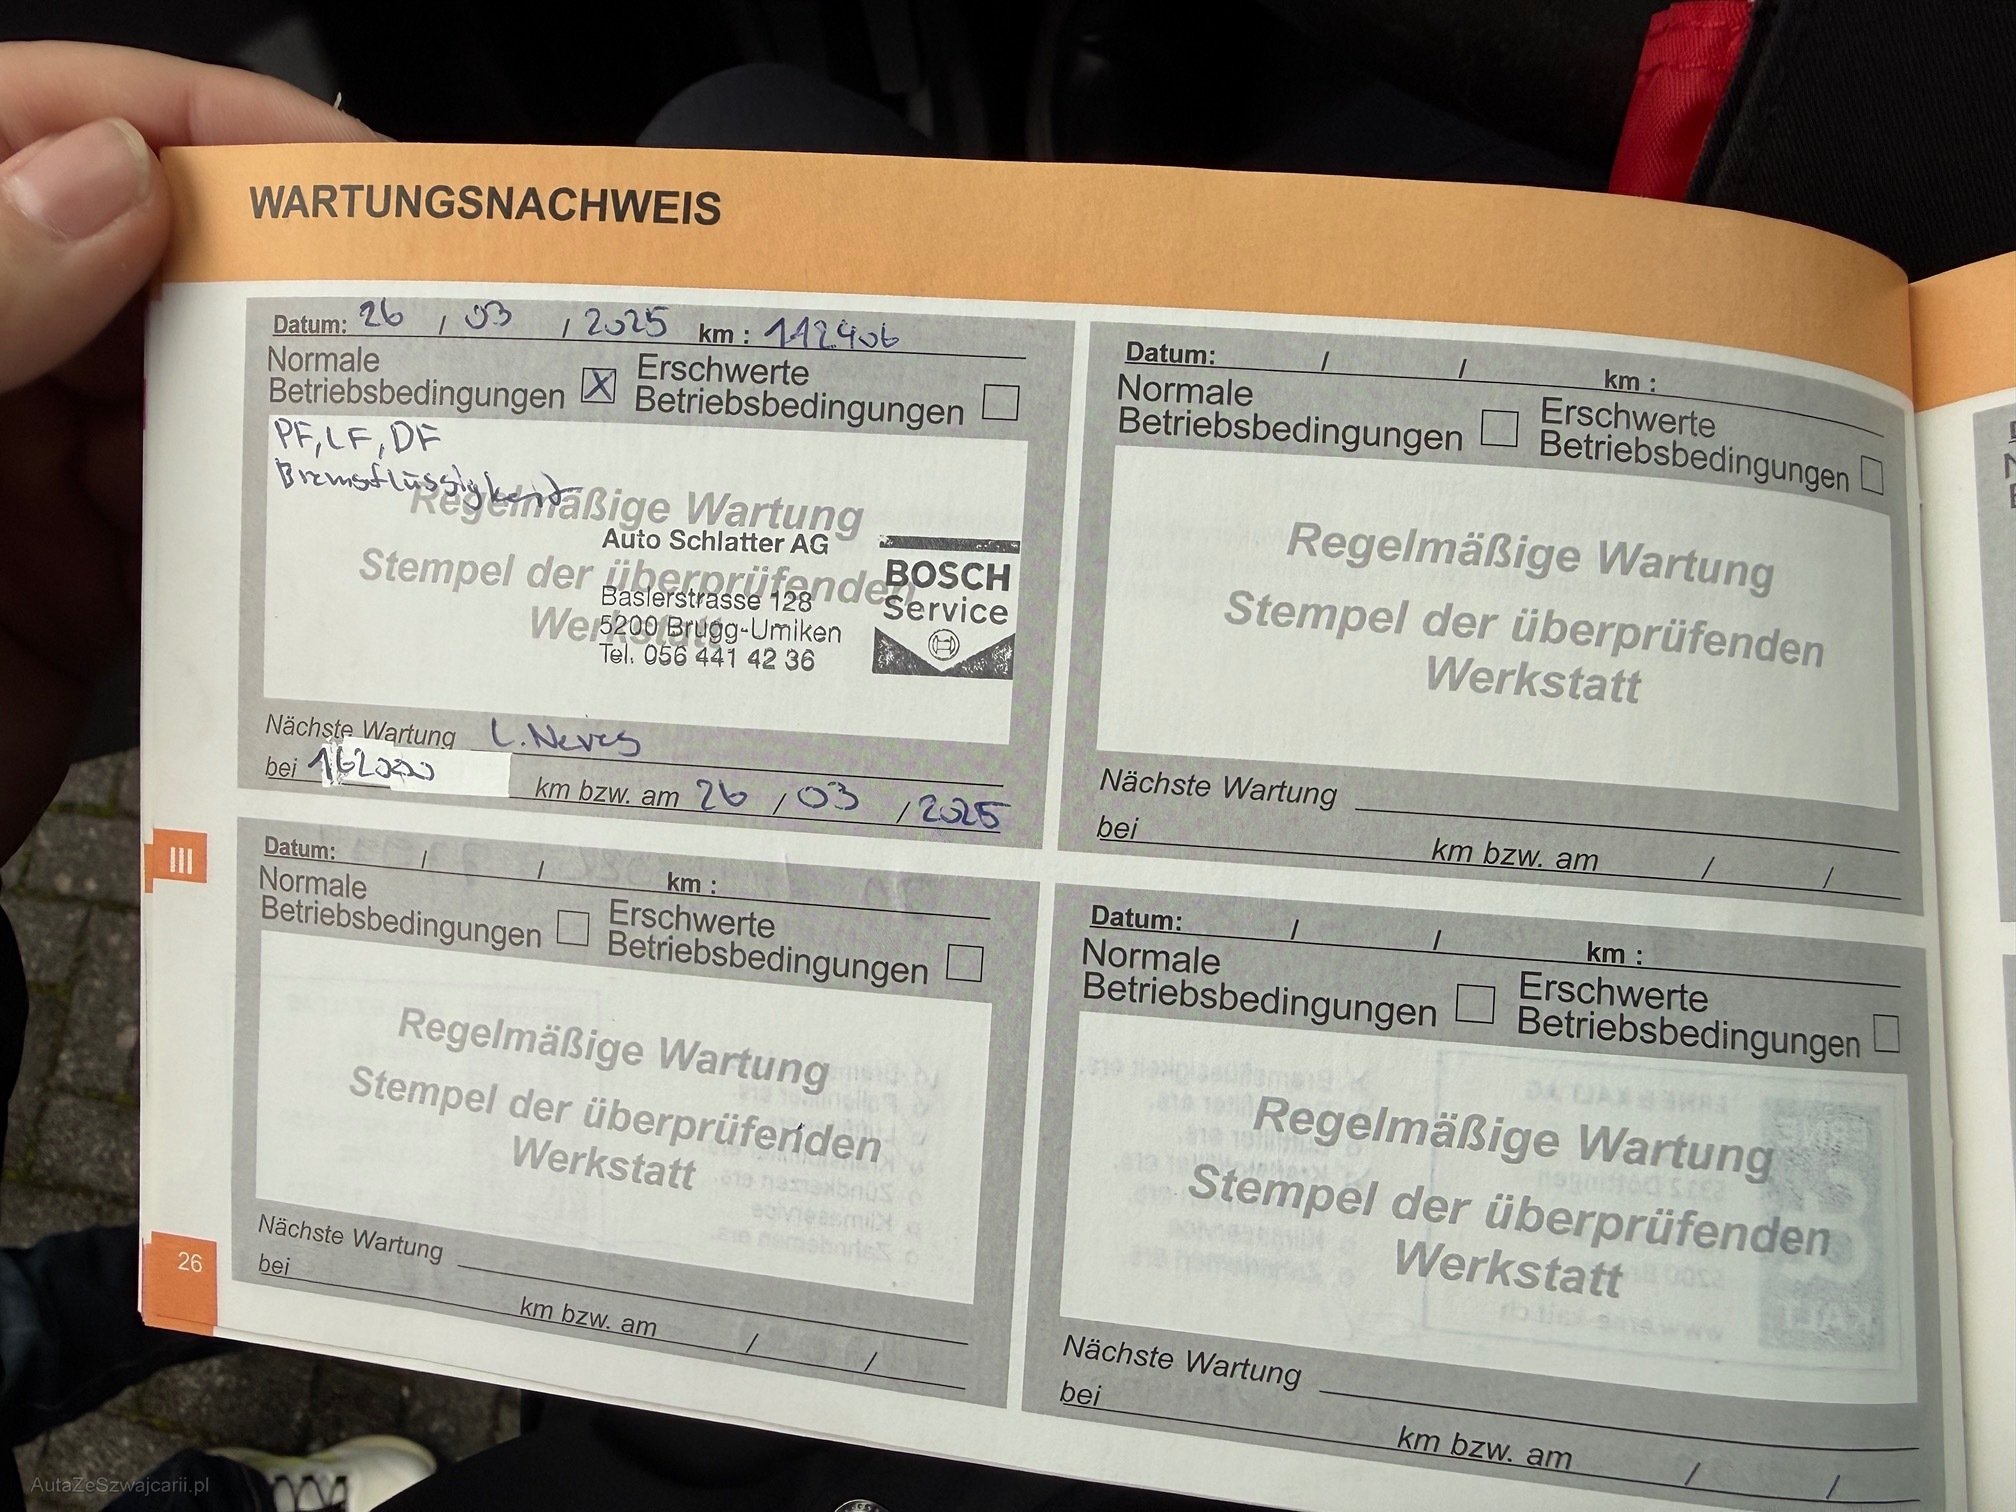 WARTUNGSNACHWEIS
Datum: 26 / 03 / 2025 km : 112406
Normale Betriebsbedingungen X Erschwerte Betriebsbedingungen
PF, LF, DF
Bremsflüssigkeit
Regelmäßige Wartung
Stempel der überprüfenden
Werkstatt
Auto Schlatter AG
Baslerstrasse 128
5200 Brugg-Umiken
Tel. 056 441 42 36
BOSCH
Service
Nächste Wartung L. Neves
bei 162000 km bzw. am 26 / 03 / 2025
Datum: / / km :
Normale Betriebsbedingungen Erschwerte Betriebsbedingungen
Regelmäßige Wartung
Stempel der überprüfenden
Werkstatt
Nächste Wartung
bei km bzw. am / /
III
Datum: / / km :
Normale Betriebsbedingungen Erschwerte Betriebsbedingungen
Regelmäßige Wartung
Stempel der überprüfenden
Werkstatt
Nächste Wartung
bei km bzw. am / /
26
Datum: / / km :
Normale Betriebsbedingungen Erschwerte Betriebsbedingungen
Regelmäßige Wartung
Stempel der überprüfenden
Werkstatt
Nächste Wartung
bei km bzw. am / /
AutaZeSzwajcarii.pl